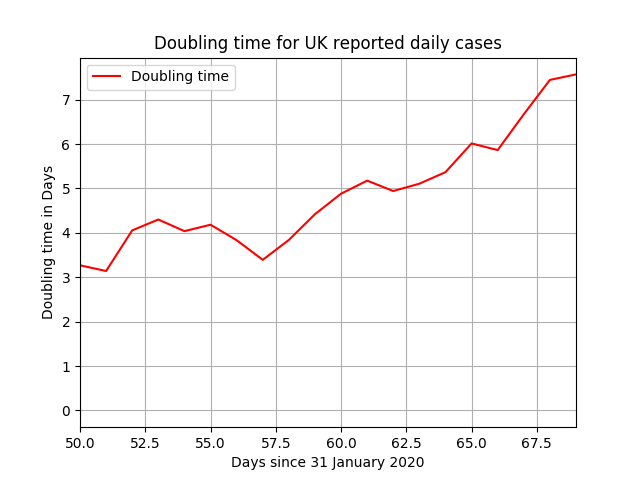 Doubling time for UK reported daily cases
Doubling time
7
6
5
4
3
2
1
0
Doubling time in Days
50.0 52.5 55.0 57.5 60.0 62.5 65.0 67.5
Days since 31 January 2020